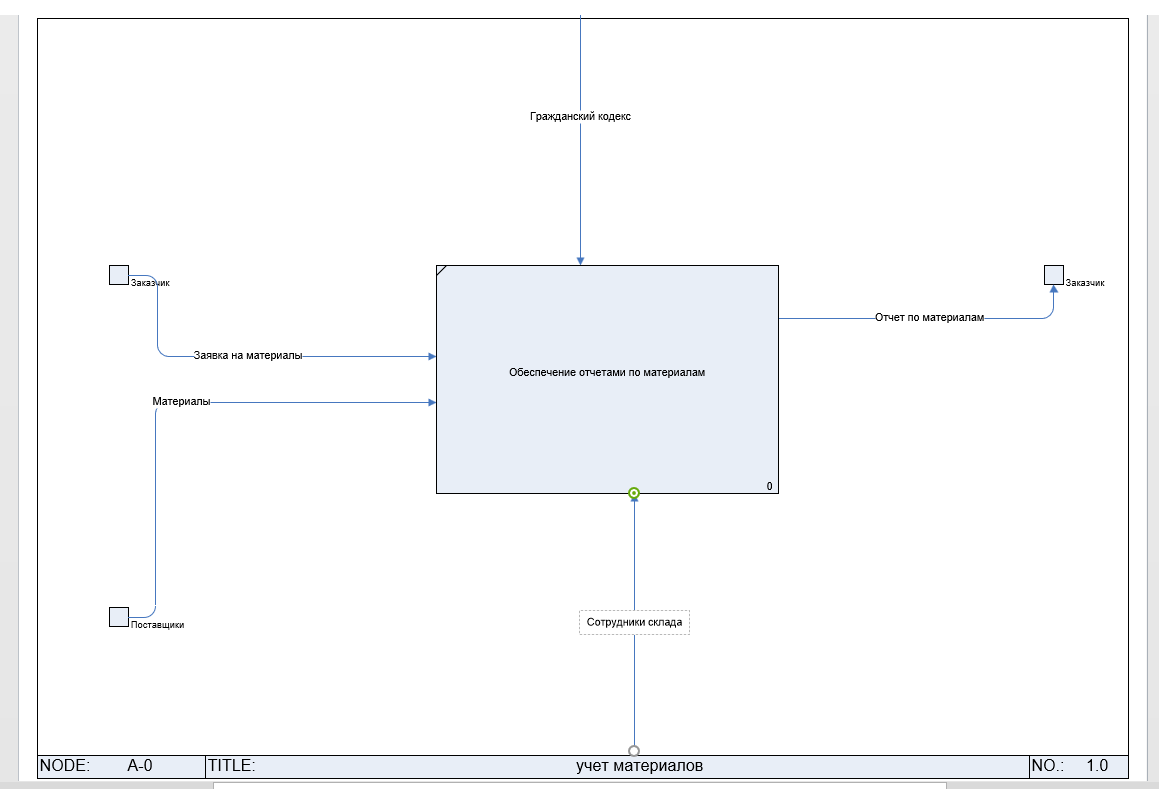 Гражданский кодекс
Заказчик
Заказчик
Отчет по материалам
Заявка на материалы
Обеспечение отчетами по материалам
Материалы
0
Сотрудники склада
Поставщики
NODE: A-0 TITLE: учет материалов NO.: 1.0